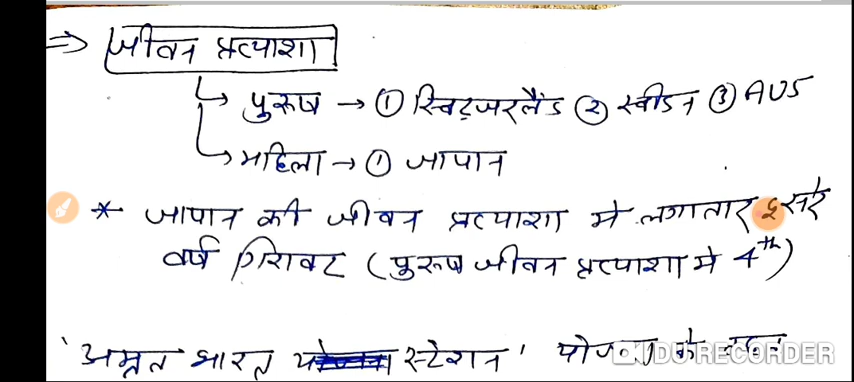 ⇒ जीवन प्रत्याशा
↳ पुरुष → ① स्विट्जरलैंड ② स्वीडन ③ AUS
↳ महिला → ① जापान
* जापान की जीवन प्रत्याशा मे लगातार दूसरे
वर्ष गिरावट (पुरुष जीवन प्रत्याशा मे 4th)
'अमृत भारत स्टेशन' योजना के तहत
DU RECORDER